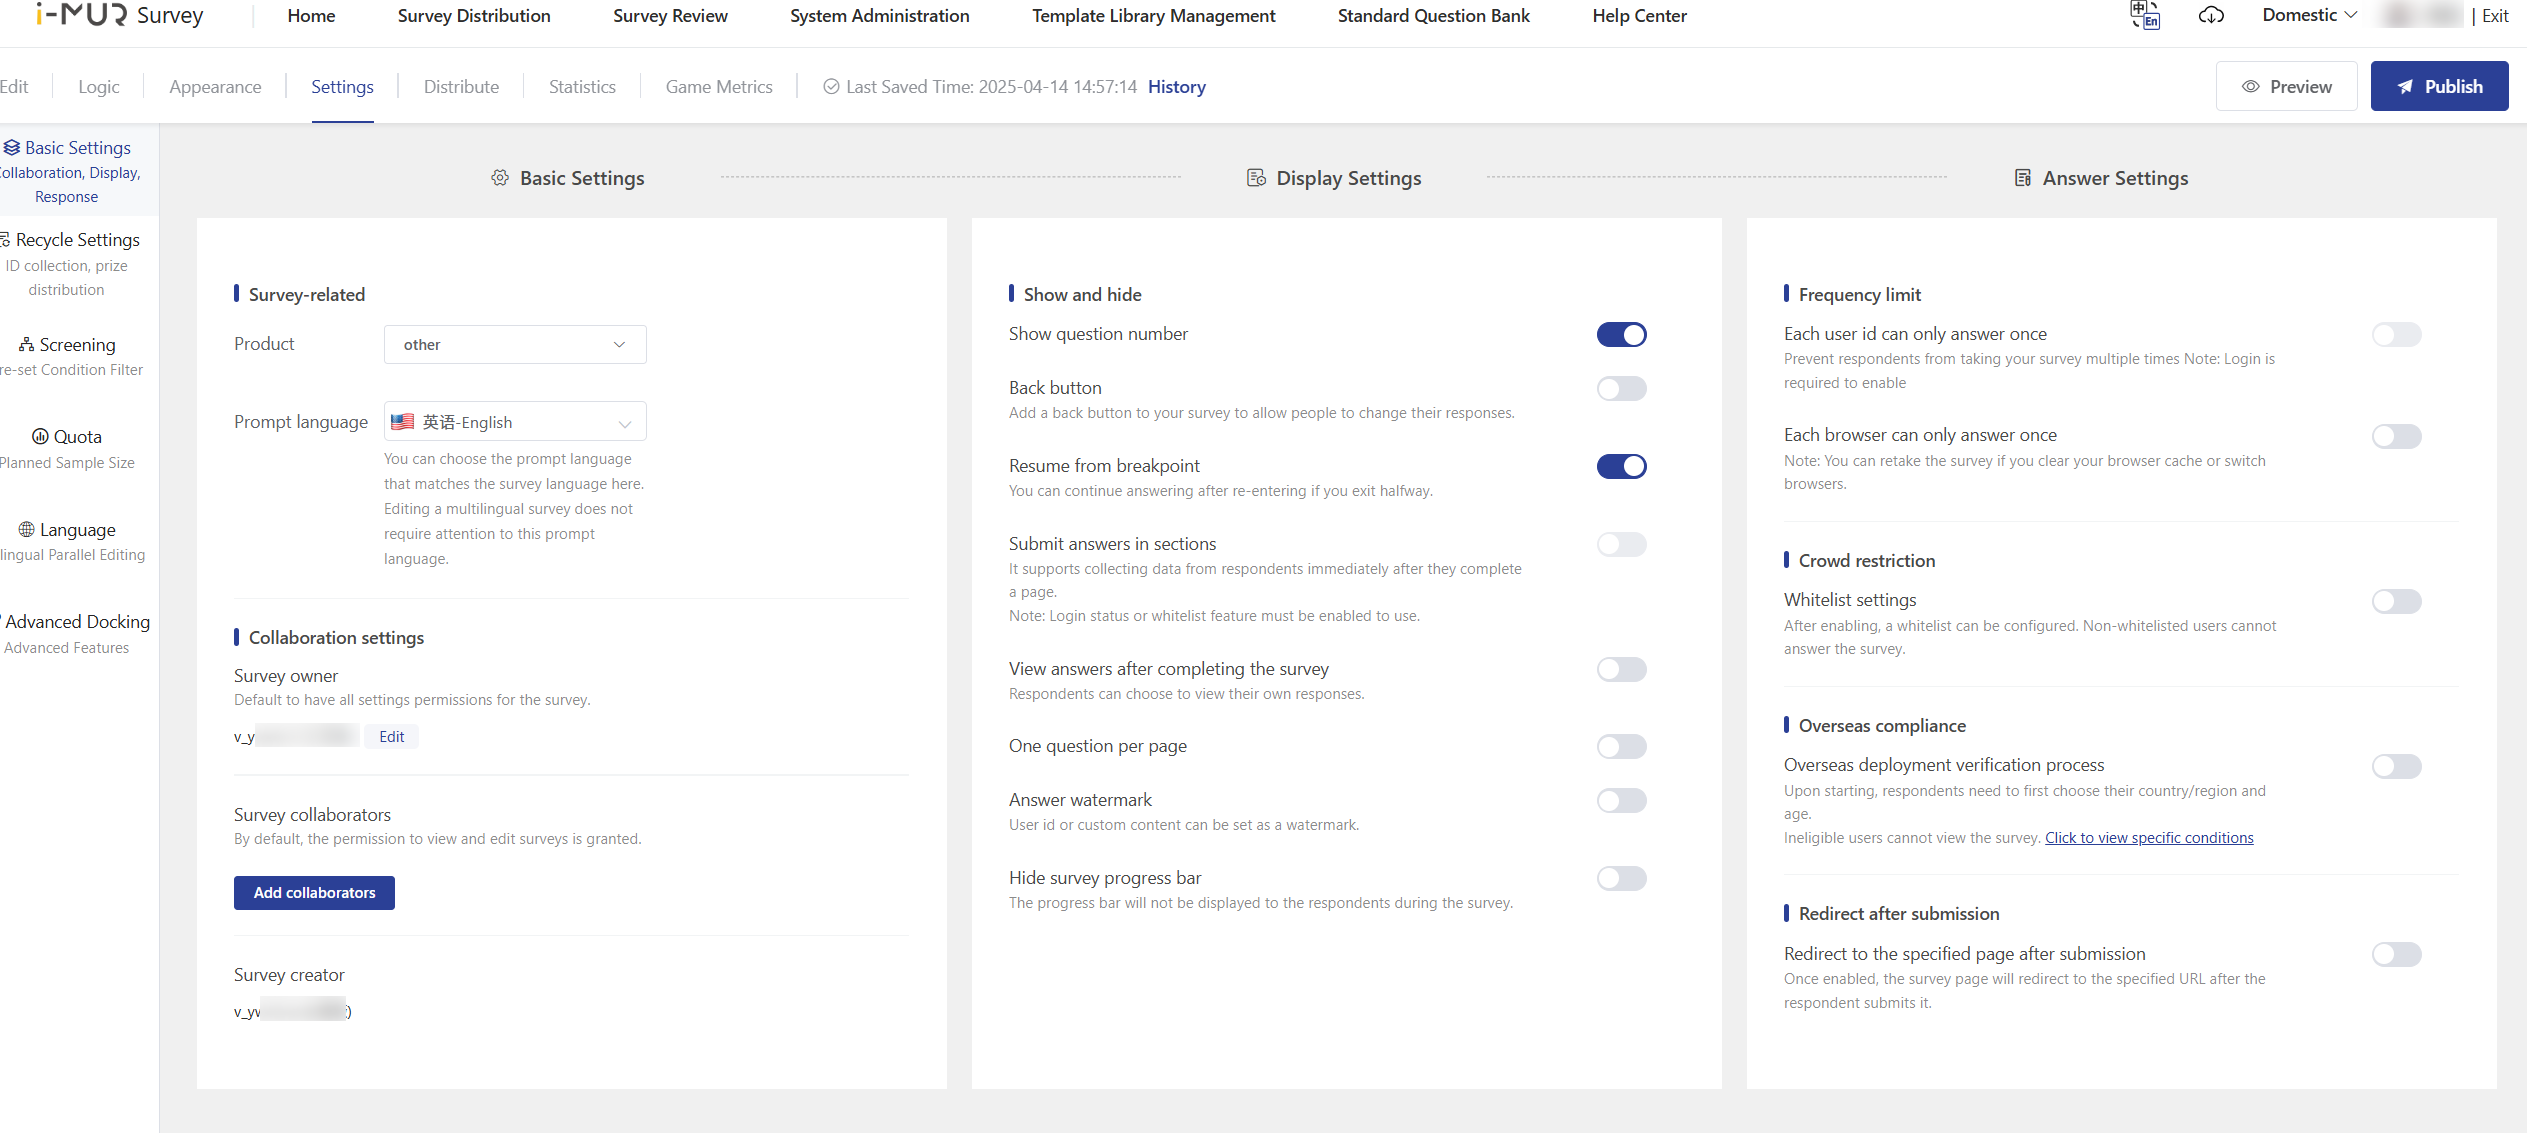 i-MUR Survey
Home
Survey Distribution
Survey Review
System Administration
Template Library Management
Standard Question Bank
Help Center
中 En
Domestic
| Exit
Edit
Logic
Appearance
Settings
Distribute
Statistics
Game Metrics
Last Saved Time: 2025-04-14 14:57:14 History
Preview
Publish
Basic Settings
ollaboration, Display,
Response
Recycle Settings
ID collection, prize
distribution
Screening
re-set Condition Filter
Quota
Planned Sample Size
Language
lingual Parallel Editing
Advanced Docking
Advanced Features
Basic Settings
Display Settings
Answer Settings
Survey-related
Product
other
Prompt language
英语-English
You can choose the prompt language
that matches the survey language here.
Editing a multilingual survey does not
require attention to this prompt
language.
Collaboration settings
Survey owner
Default to have all settings permissions for the survey.
v_y
Edit
Survey collaborators
By default, the permission to view and edit surveys is granted.
Add collaborators
Survey creator
Show and hide
Show question number
Back button
Add a back button to your survey to allow people to change their responses.
Resume from breakpoint
You can continue answering after re-entering if you exit halfway.
Submit answers in sections
It supports collecting data from respondents immediately after they complete
a page.
Note: Login status or whitelist feature must be enabled to use.
View answers after completing the survey
Respondents can choose to view their own responses.
One question per page
Answer watermark
User id or custom content can be set as a watermark.
Hide survey progress bar
The progress bar will not be displayed to the respondents during the survey.
Frequency limit
Each user id can only answer once
Prevent respondents from taking your survey multiple times Note: Login is
required to enable
Each browser can only answer once
Note: You can retake the survey if you clear your browser cache or switch
browsers.
Crowd restriction
Whitelist settings
After enabling, a whitelist can be configured. Non-whitelisted users cannot
answer the survey.
Overseas compliance
Overseas deployment verification process
Upon starting, respondents need to first choose their country/region and
age.
Ineligible users cannot view the survey. Click to view specific conditions
Redirect after submission
Redirect to the specified page after submission
Once enabled, the survey page will redirect to the specified URL after the
respondent submits it.